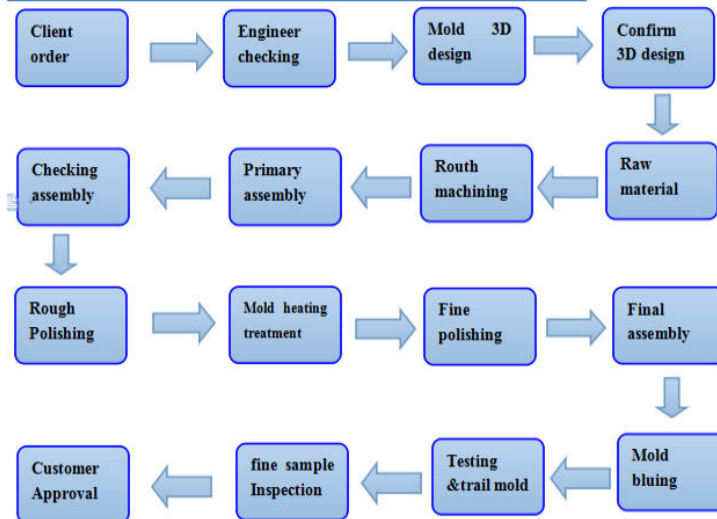 Client
order
Engineer
checking
Mold 3D
design
Confirm
3D design
Raw
material
Routh
machining
Primary
assembly
Checking
assembly
Rough
Polishing
Mold heating
treatment
Fine
polishing
Final
assembly
Mold
bluing
Testing
&trail mold
fine sample
Inspection
Customer
Approval